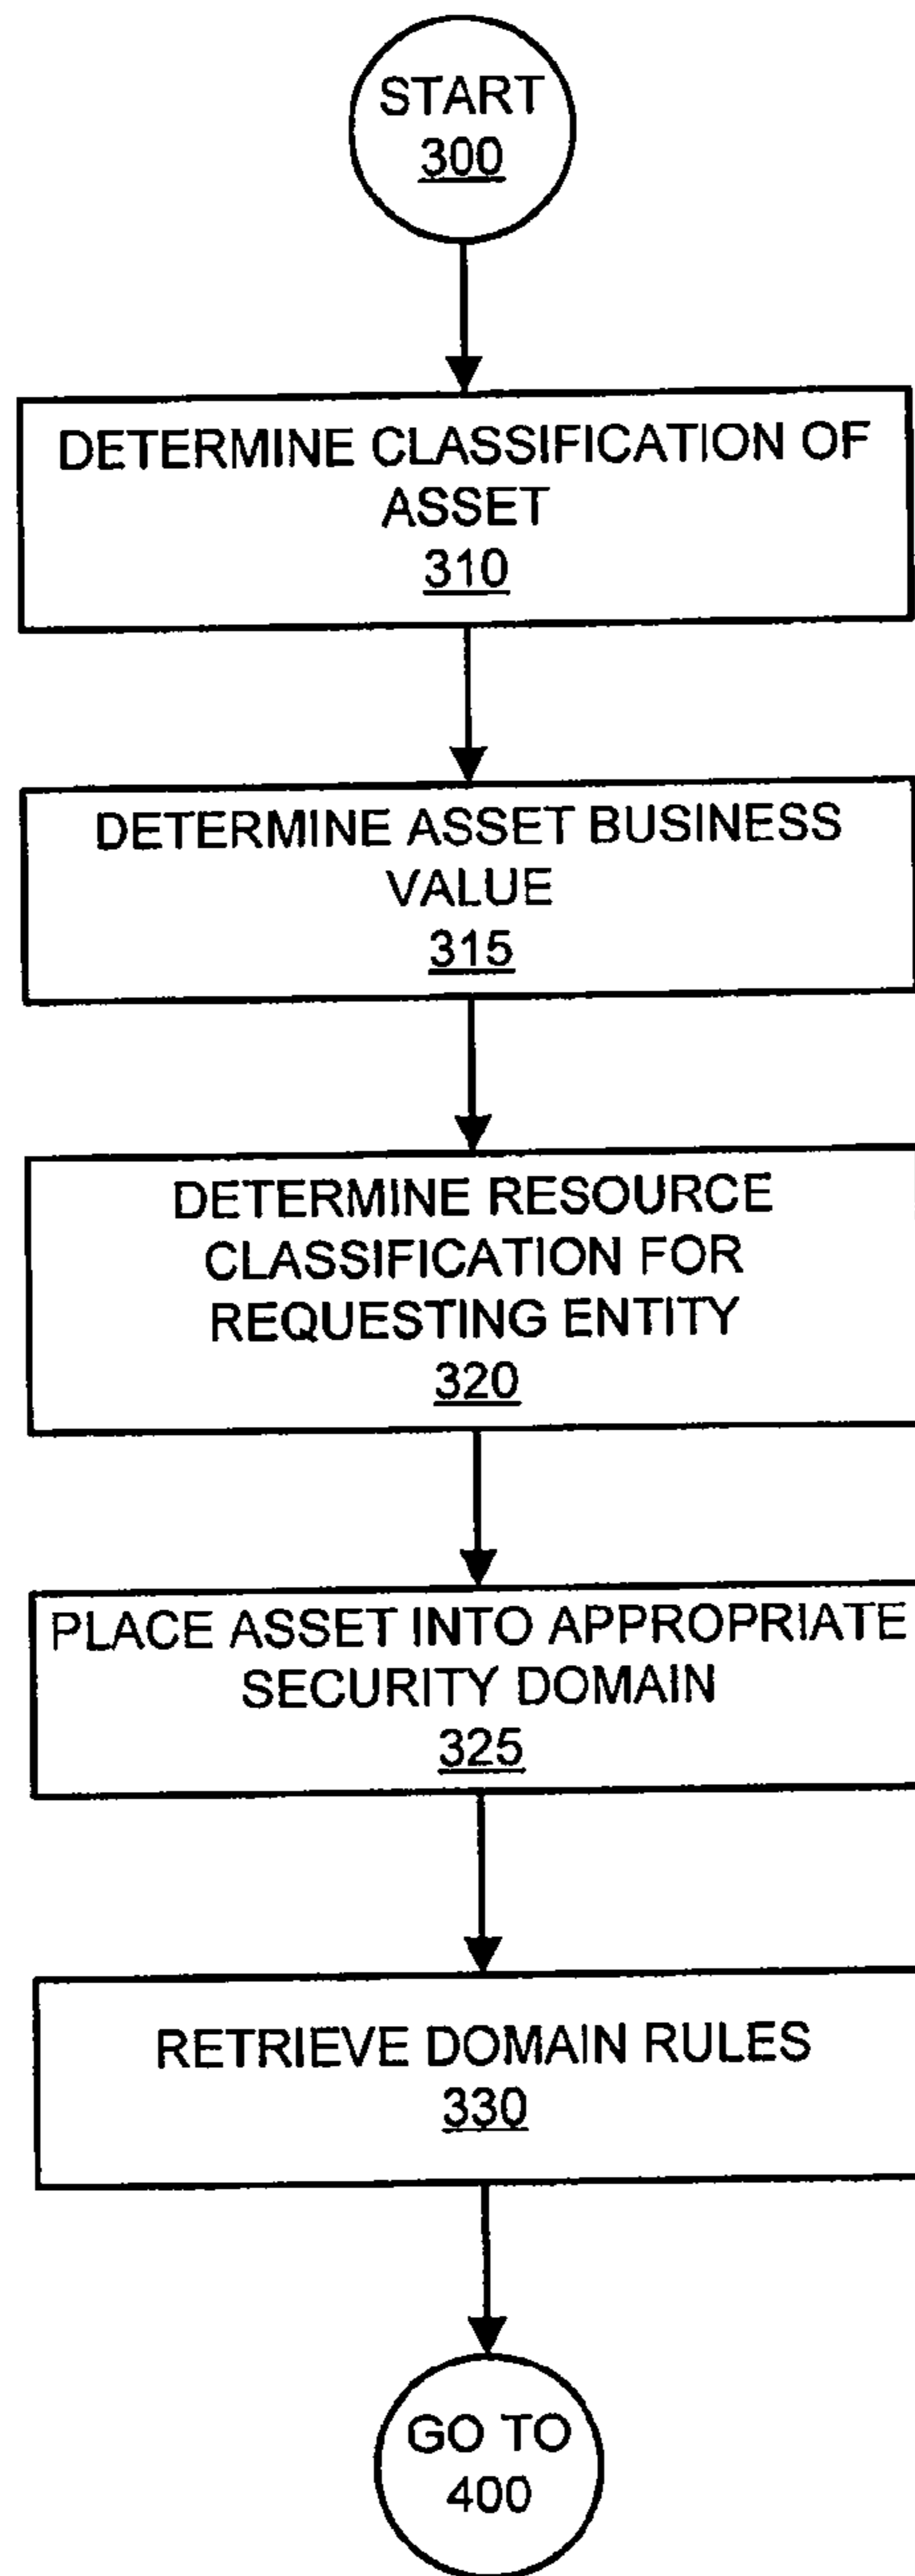 START
300
DETERMINE CLASSIFICATION OF
ASSET
310
DETERMINE ASSET BUSINESS
VALUE
315
DETERMINE RESOURCE
CLASSIFICATION FOR
REQUESTING ENTITY
320
PLACE ASSET INTO APPROPRIATE
SECURITY DOMAIN
325
RETRIEVE DOMAIN RULES
330
GO TO
400